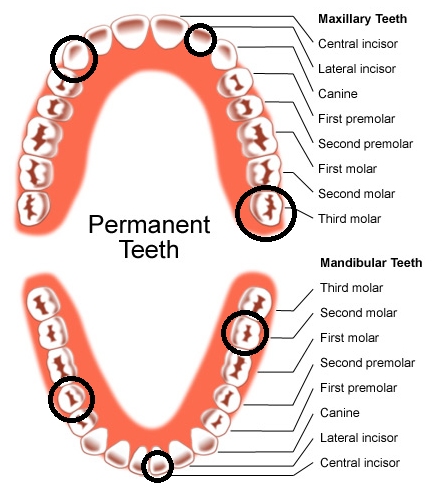 Maxillary Teeth
Central incisor
Lateral incisor
Canine
First premolar
Second premolar
First molar
Second molar
Third molar
Permanent
Teeth
Mandibular Teeth
Third molar
Second molar
First molar
Second premolar
First premolar
Canine
Lateral incisor
Central incisor